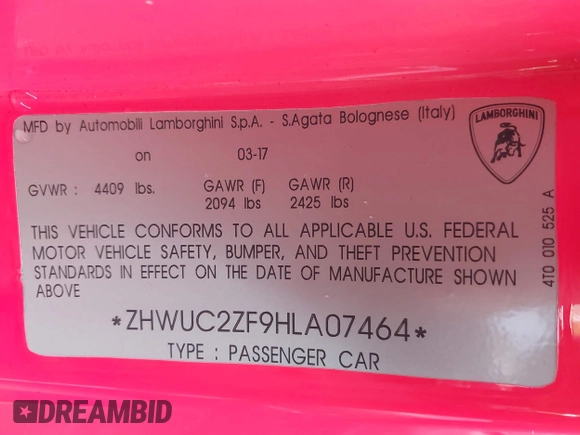 MFD by Automobili Lamborghini S.p.A. - S.Agata Bolognese (Italy)
LAMBORGHINI
on 03-17
GVWR : 4409 lbs. GAWR (F) GAWR (R)
2094 lbs 2425 lbs
THIS VEHICLE CONFORMS TO ALL APPLICABLE U.S. FEDERAL
MOTOR VEHICLE SAFETY, BUMPER, AND THEFT PREVENTION
STANDARDS IN EFFECT ON THE DATE OF MANUFACTURE SHOWN
ABOVE
4T0 010 525 A
*ZHWUC2ZF9HLA07464*
TYPE : PASSENGER CAR
DREAMBID